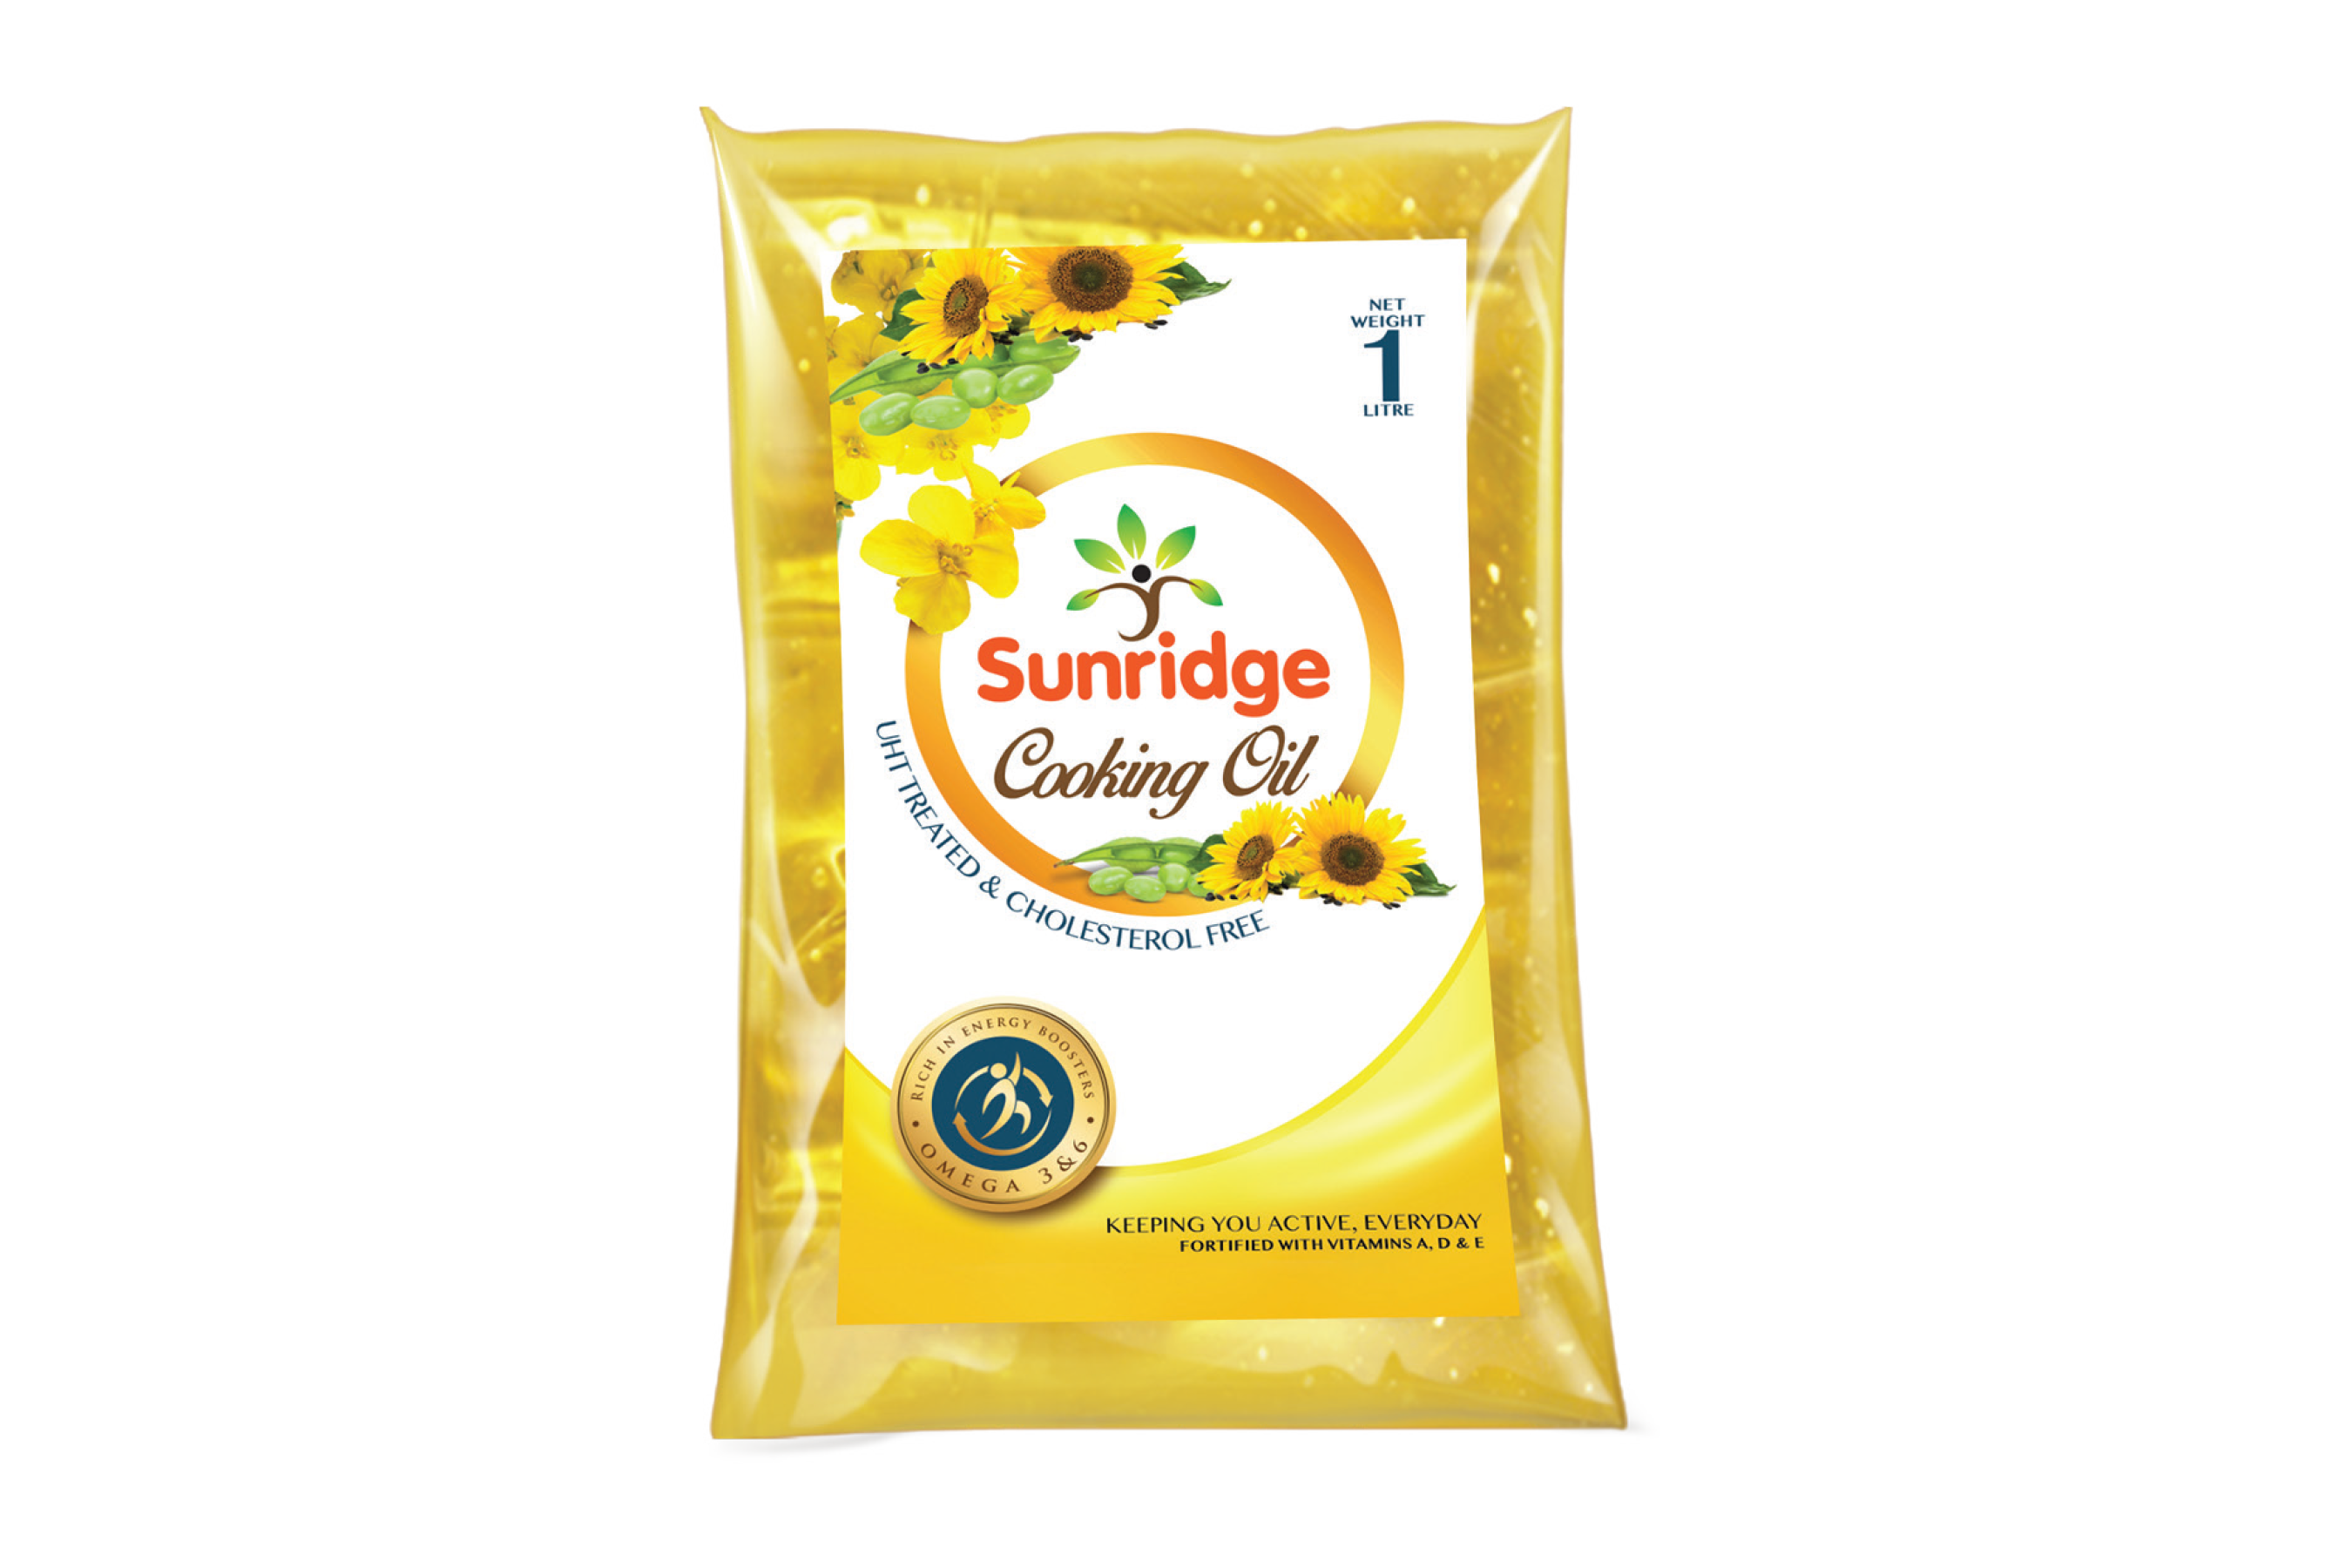 NET
WEIGHT
1
LITRE
Sunridge
Cooking Oil
UHT TREATED & CHOLESTEROL FREE
RICH IN ENERGY BOOSTERS
• OMEGA 3&6 •
KEEPING YOU ACTIVE, EVERYDAY
FORTIFIED WITH VITAMINS A, D & E